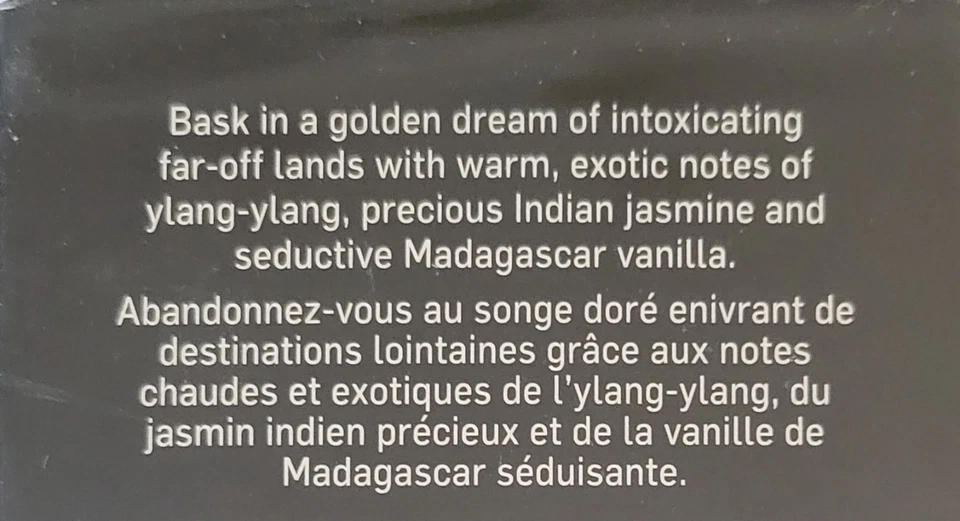 Bask in a golden dream of intoxicating
far-off lands with warm, exotic notes of
ylang-ylang, precious Indian jasmine and
seductive Madagascar vanilla.
Abandonnez-vous au songe doré enivrant de
destinations lointaines grâce aux notes
chaudes et exotiques de l'ylang-ylang, du
jasmin indien précieux et de la vanille de
Madagascar séduisante.